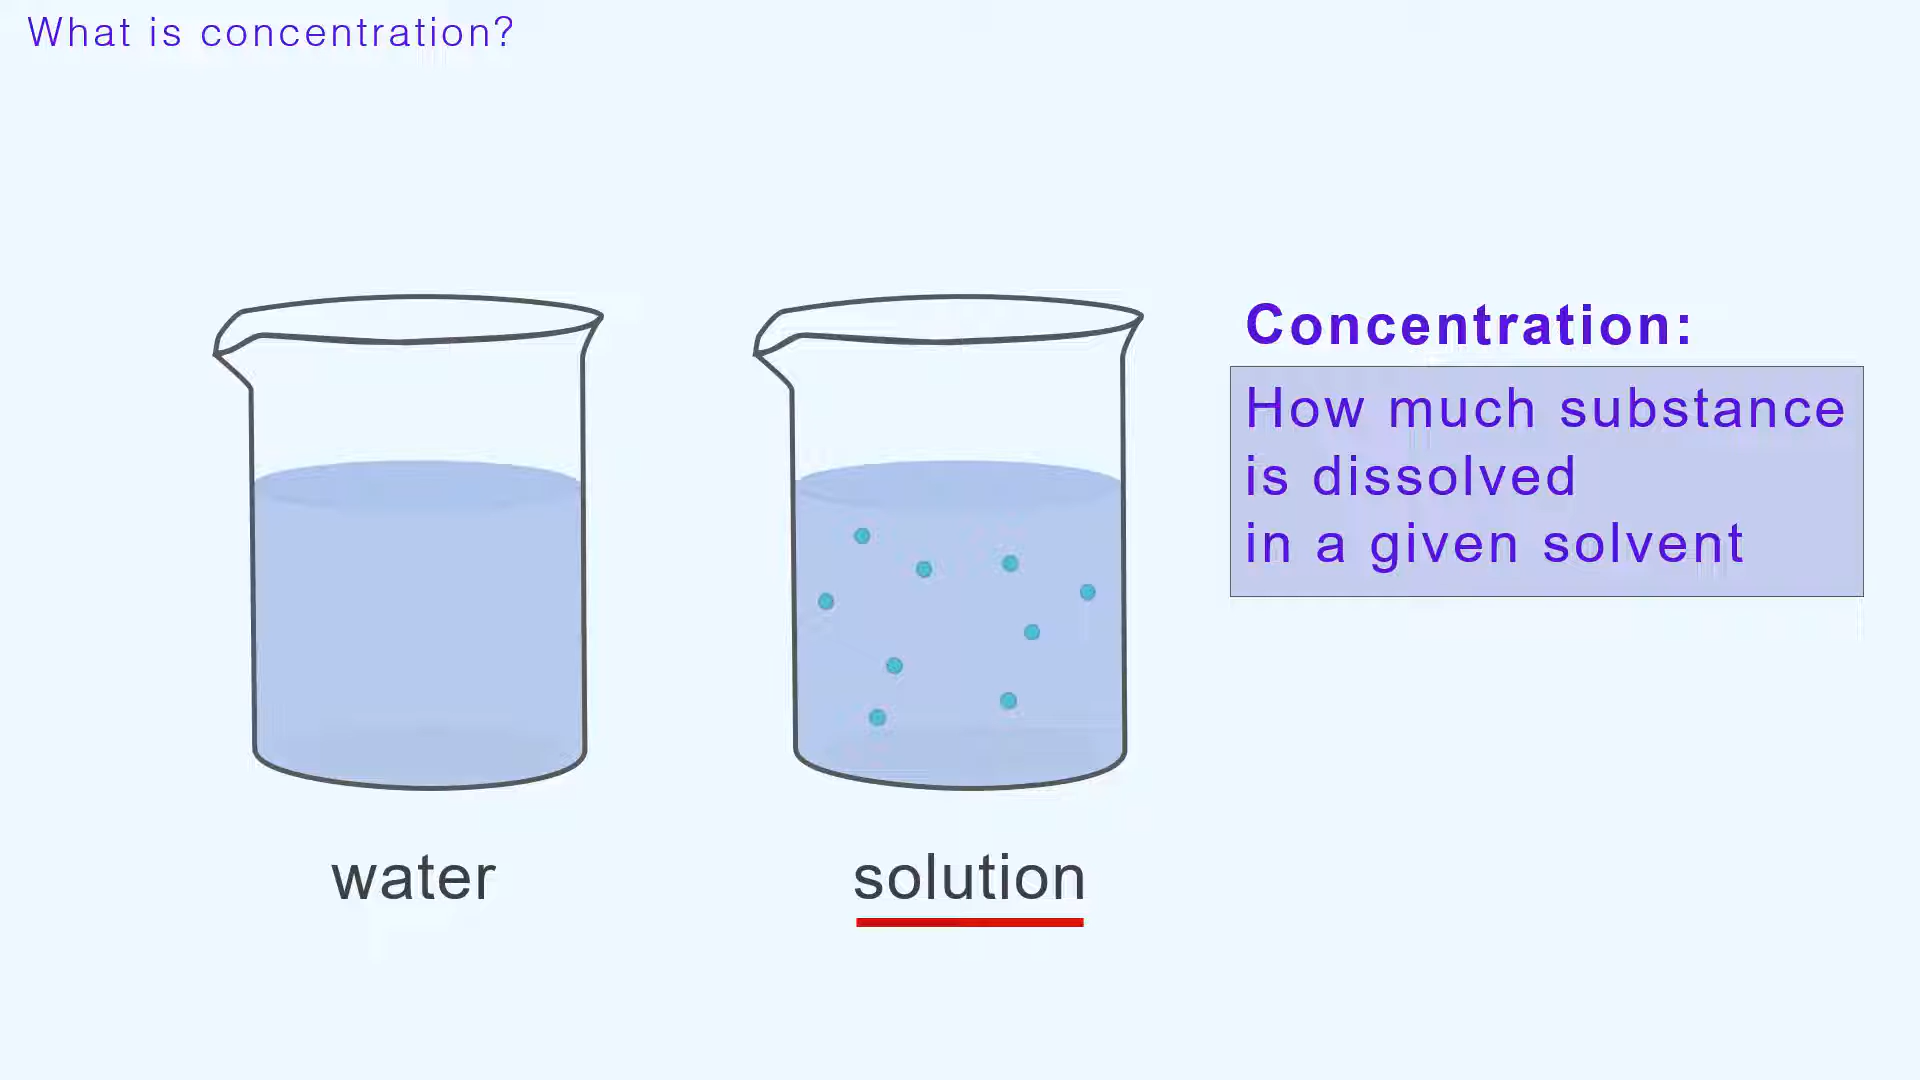 What is concentration?
Concentration:
How much substance
is dissolved
in a given solvent
water
solution